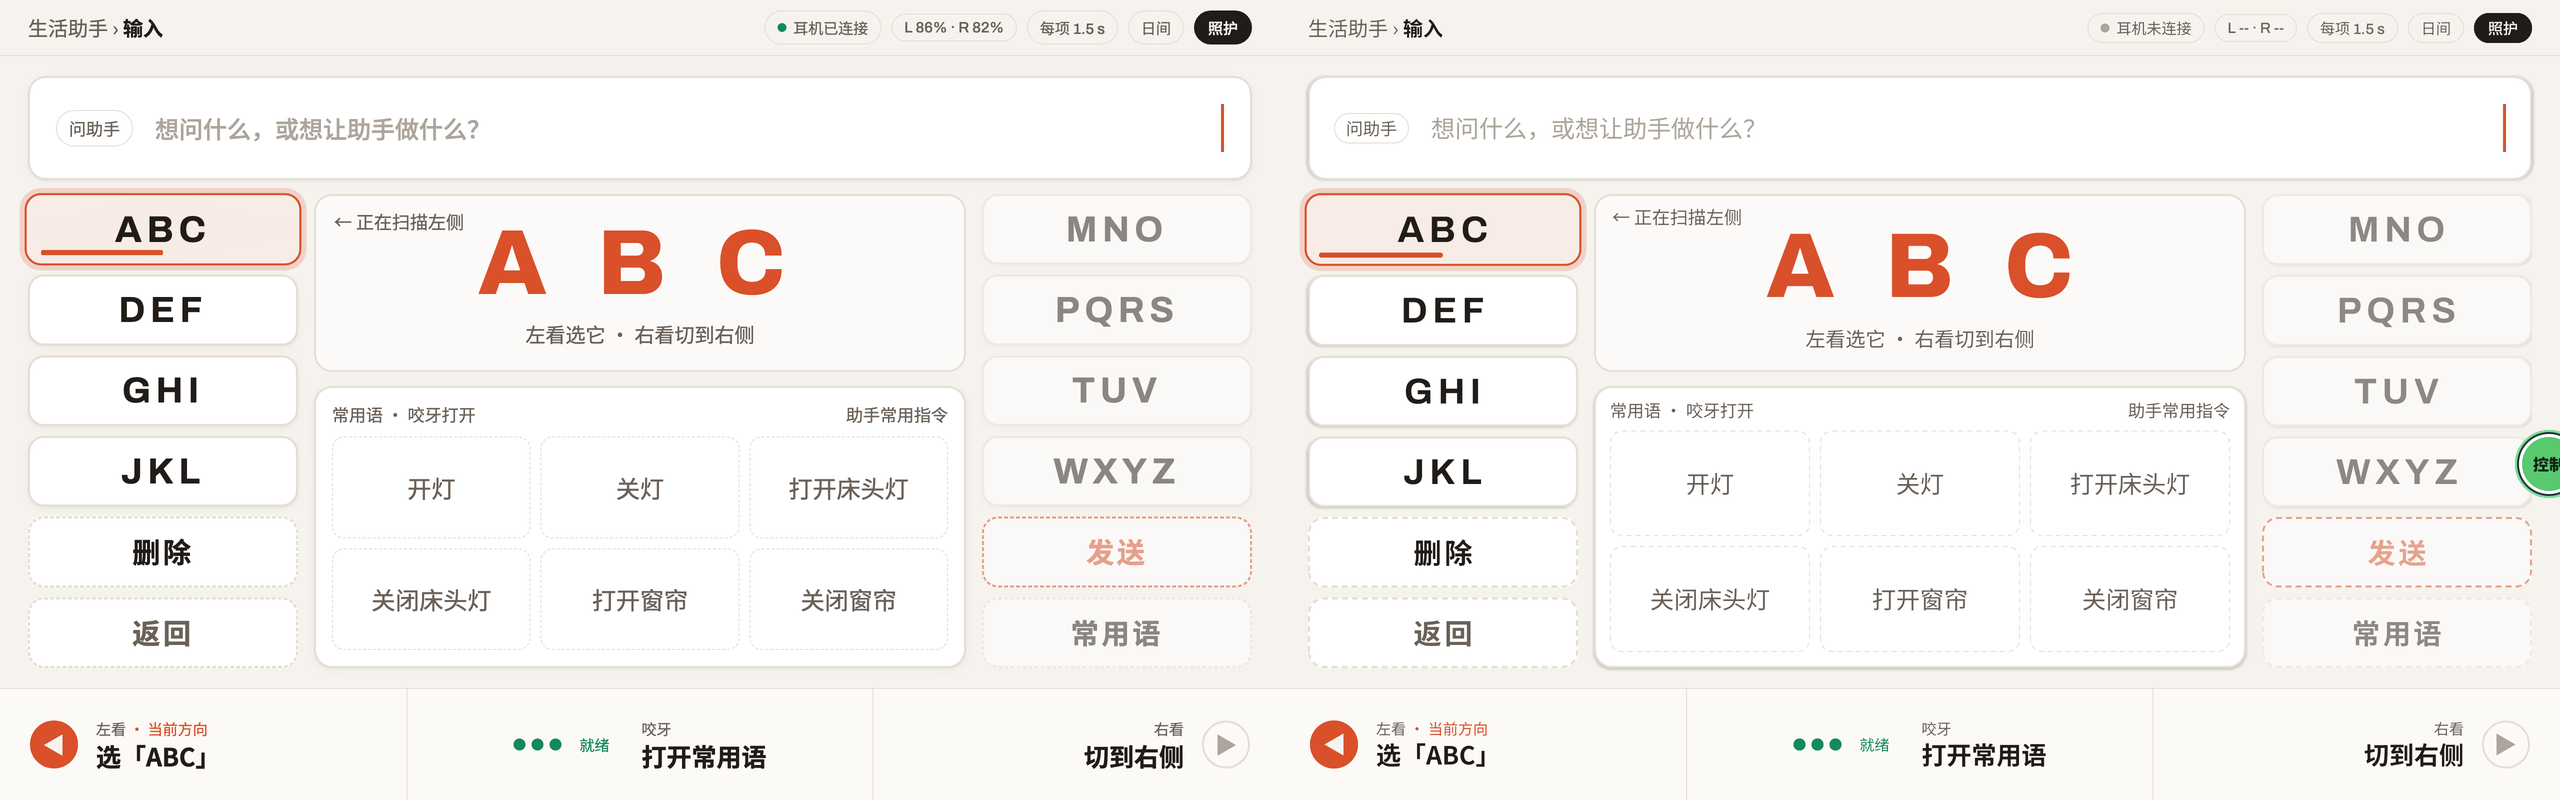 生活助手 › 输入
耳机已连接
L 86% · R 82%
每项 1.5 s
日间
照护
问助手
想问什么，或想让助手做什么？
ABC
DEF
GHI
JKL
删除
返回
← 正在扫描左侧
A B C
左看选它 · 右看切到右侧
常用语 · 咬牙打开
助手常用指令
开灯
关灯
打开床头灯
关闭床头灯
打开窗帘
关闭窗帘
MNO
PQRS
TUV
WXYZ
发送
常用语
左看 · 当前方向
选「ABC」
就绪
咬牙
打开常用语
右看
切到右侧
生活助手 › 输入
耳机未连接
L -- · R --
每项 1.5 s
日间
照护
问助手
想问什么，或想让助手做什么？
ABC
DEF
GHI
JKL
删除
返回
← 正在扫描左侧
A B C
左看选它 · 右看切到右侧
常用语 · 咬牙打开
助手常用指令
开灯
关灯
打开床头灯
关闭床头灯
打开窗帘
关闭窗帘
MNO
PQRS
TUV
WXYZ
控制
发送
常用语
左看 · 当前方向
选「ABC」
就绪
咬牙
打开常用语
右看
切到右侧